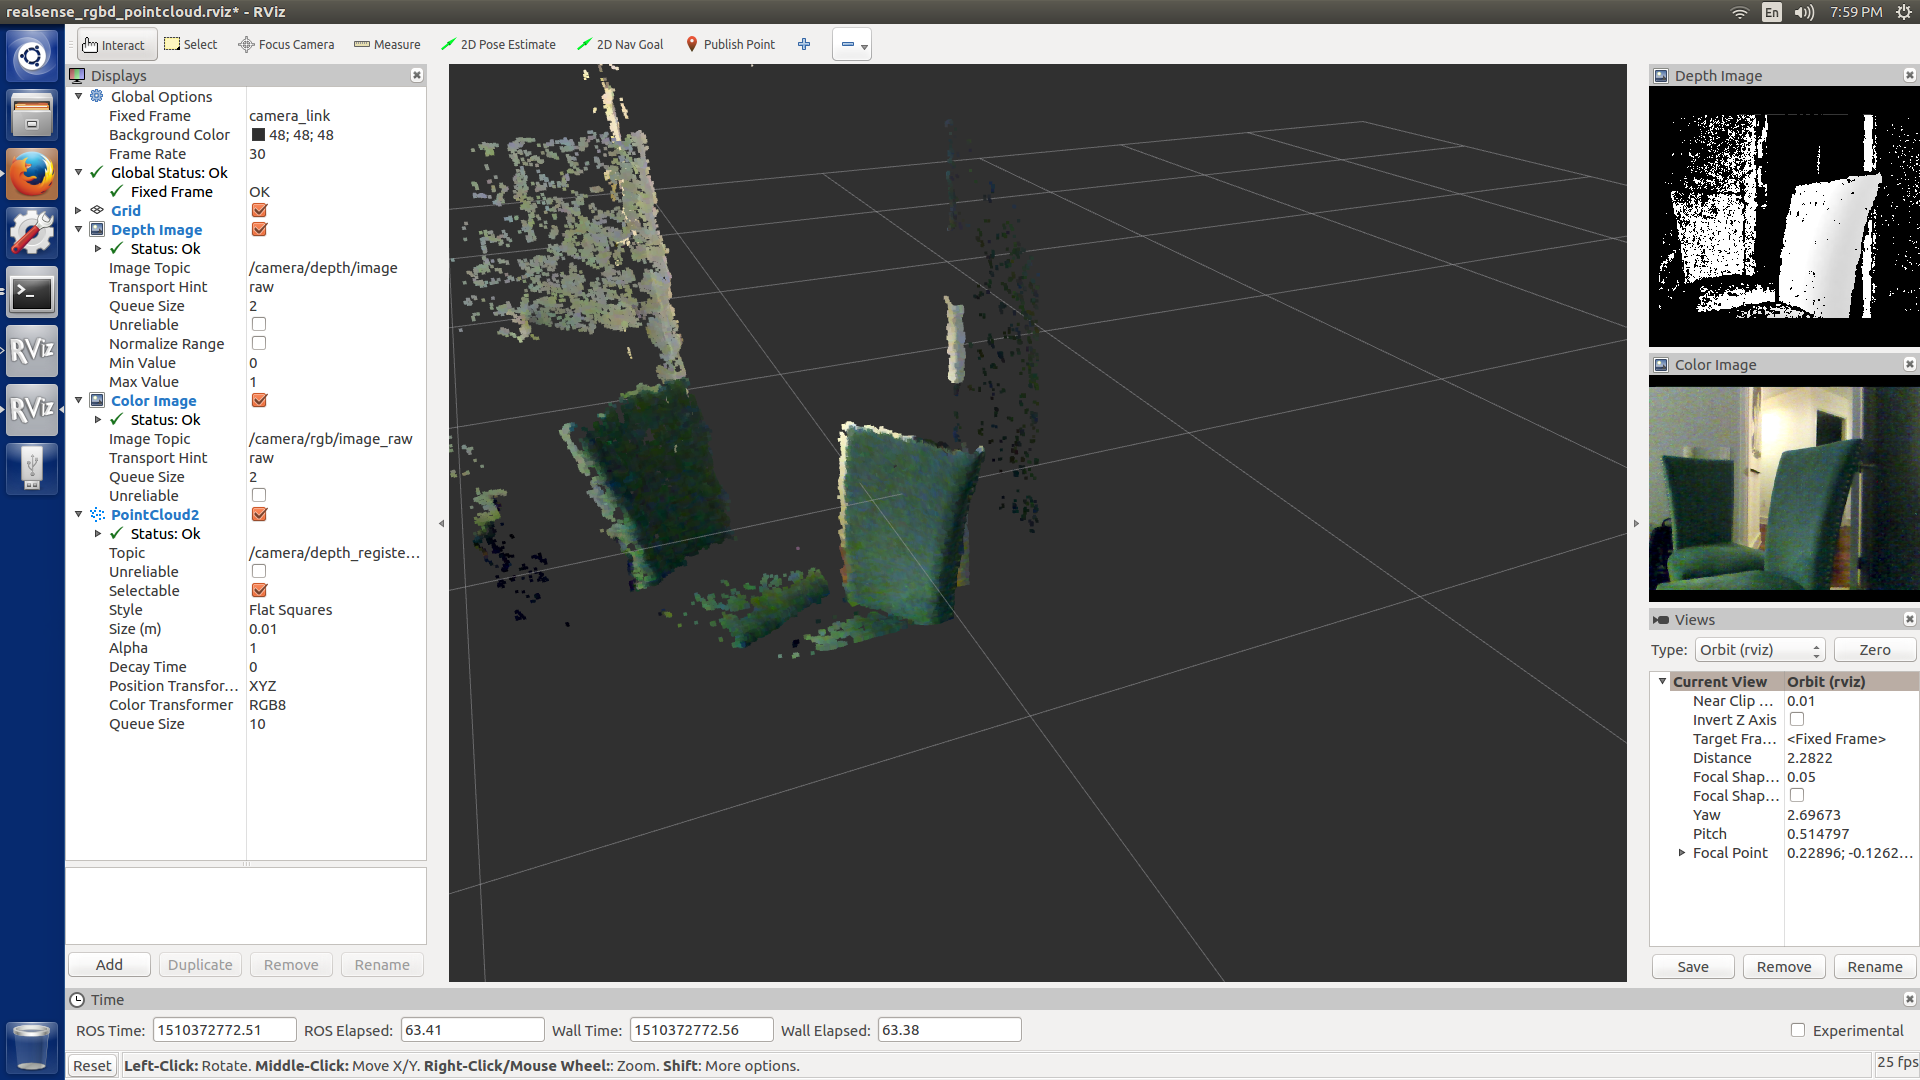 realsense_rgbd_pointcloud.rviz* - RViz
En 7:59 PM
Interact Select Focus Camera Measure 2D Pose Estimate 2D Nav Goal Publish Point
Displays
Global Options
Fixed Frame camera_link
Background Color 48; 48; 48
Frame Rate 30
Global Status: Ok
Fixed Frame OK
Grid
Depth Image
Status: Ok
Image Topic /camera/depth/image
Transport Hint raw
Queue Size 2
Unreliable
Normalize Range
Min Value 0
Max Value 1
Color Image
Status: Ok
Image Topic /camera/rgb/image_raw
Transport Hint raw
Queue Size 2
Unreliable
PointCloud2
Status: Ok
Topic /camera/depth_registe...
Unreliable
Selectable
Style Flat Squares
Size (m) 0.01
Alpha 1
Decay Time 0
Position Transfor... XYZ
Color Transformer RGB8
Queue Size 10
Add Duplicate Remove Rename
RViz
RViz
Depth Image
Color Image
Views
Type: Orbit (rviz) Zero
Current View Orbit (rviz)
Near Clip ... 0.01
Invert Z Axis
Target Fra... <Fixed Frame>
Distance 2.2822
Focal Shap... 0.05
Focal Shap...
Yaw 2.69673
Pitch 0.514797
Focal Point 0.22896; -0.1262...
Save Remove Rename
Time
ROS Time: 1510372772.51 ROS Elapsed: 63.41 Wall Time: 1510372772.56 Wall Elapsed: 63.38 Experimental
Reset Left-Click: Rotate. Middle-Click: Move X/Y. Right-Click/Mouse Wheel:: Zoom. Shift: More options. 25 fps